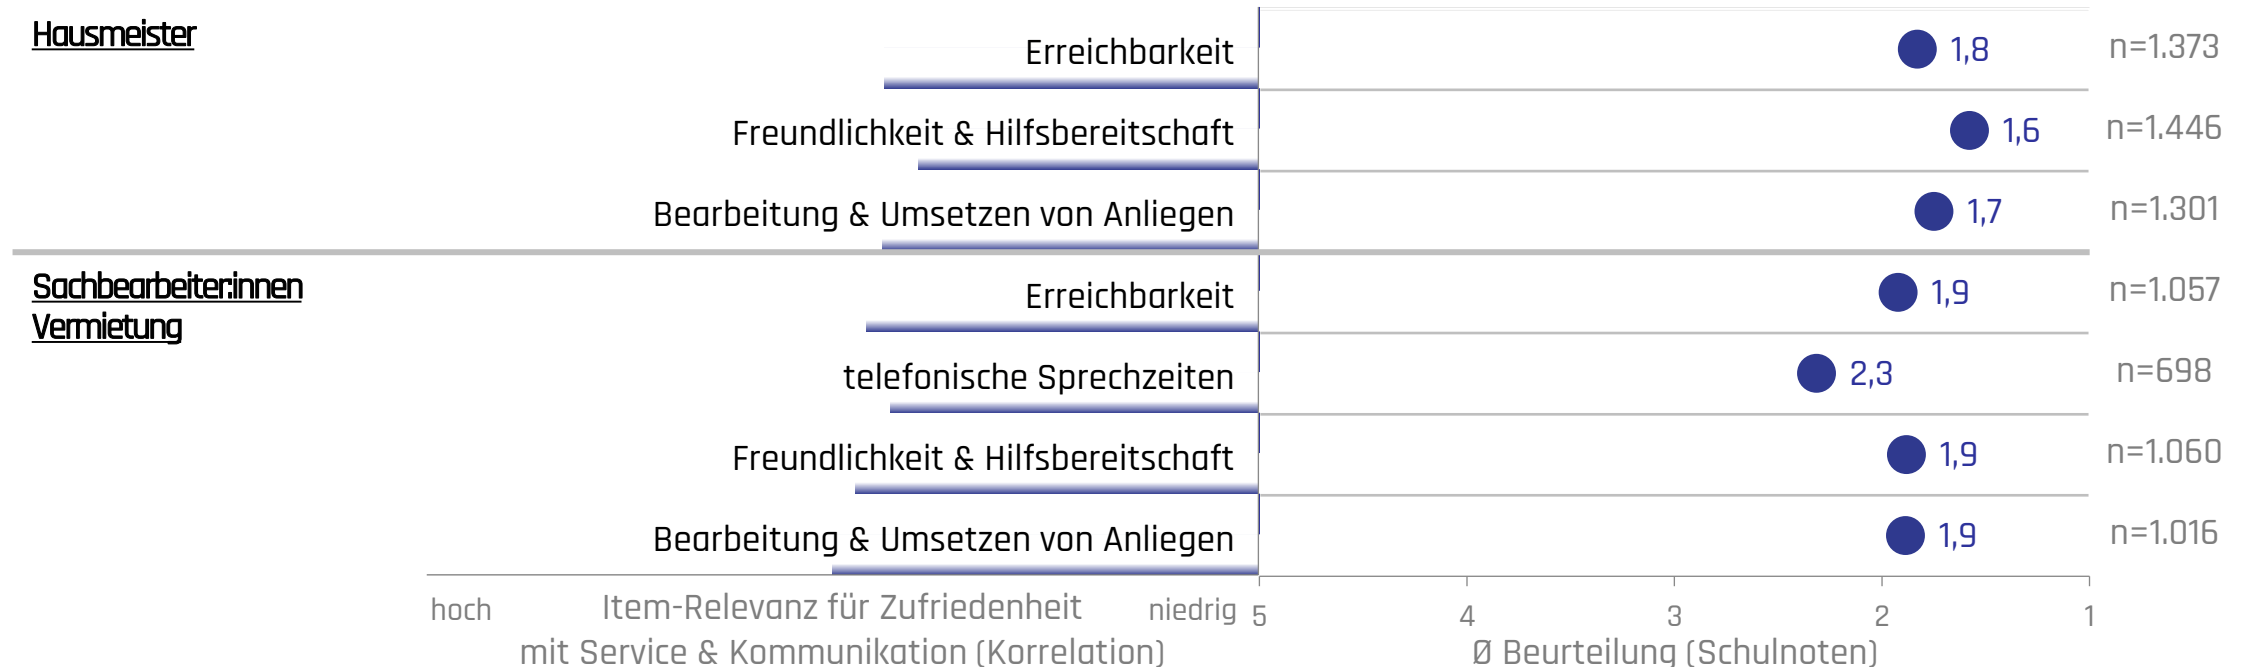 Hausmeister
Erreichbarkeit 1,8 n=1.373
Freundlichkeit & Hilfsbereitschaft 1,6 n=1.446
Bearbeitung & Umsetzen von Anliegen 1,7 n=1.301
Sachbearbeiter:innen
Vermietung
Erreichbarkeit 1,9 n=1.057
telefonische Sprechzeiten 2,3 n=698
Freundlichkeit & Hilfsbereitschaft 1,9 n=1.060
Bearbeitung & Umsetzen von Anliegen 1,9 n=1.016
hoch Item-Relevanz für Zufriedenheit niedrig 5 4 3 2 1
mit Service & Kommunikation (Korrelation) Ø Beurteilung (Schulnoten)